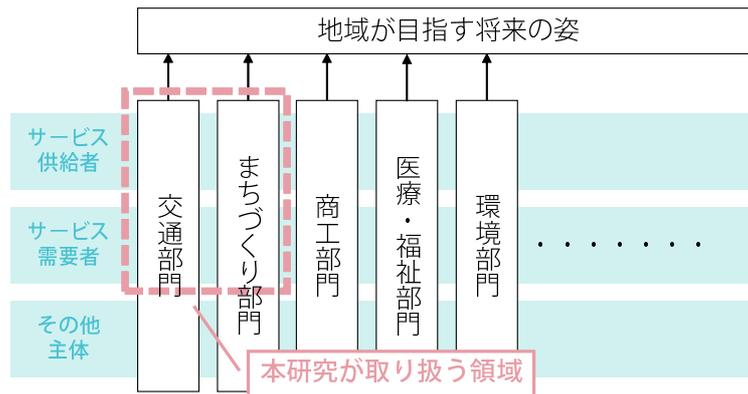 地域が目指す将来の姿
サービス
供給者
サービス
需要者
その他
主体
交通部門
まちづくり部門
商工部門
医療・福祉部門
環境部門
・・・・・・・
本研究が取り扱う領域